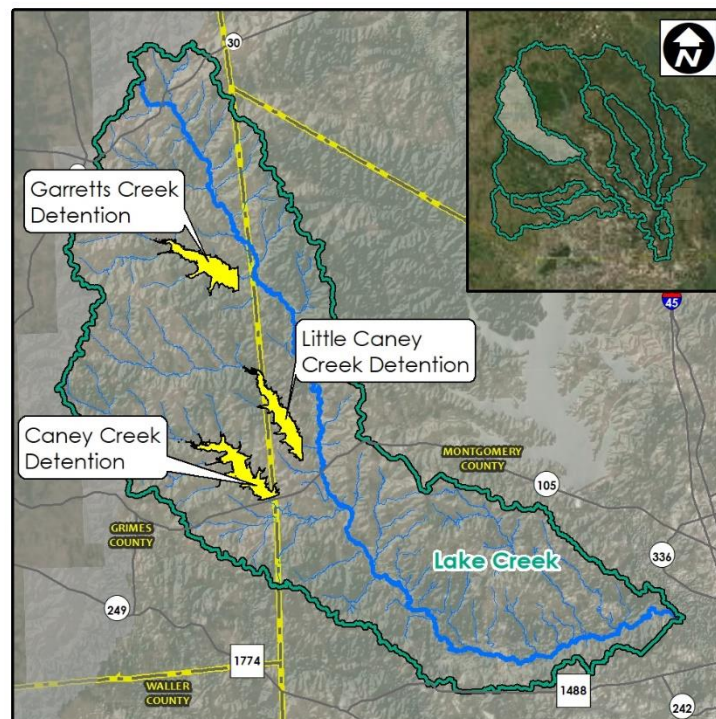 30
N
Garretts Creek
Detention
45
Little Caney
Creek Detention
Caney Creek
Detention
MONTGOMERY
COUNTY
105
GRIMES
COUNTY
336
Lake Creek
249
1774
WALLER
COUNTY
1488
242